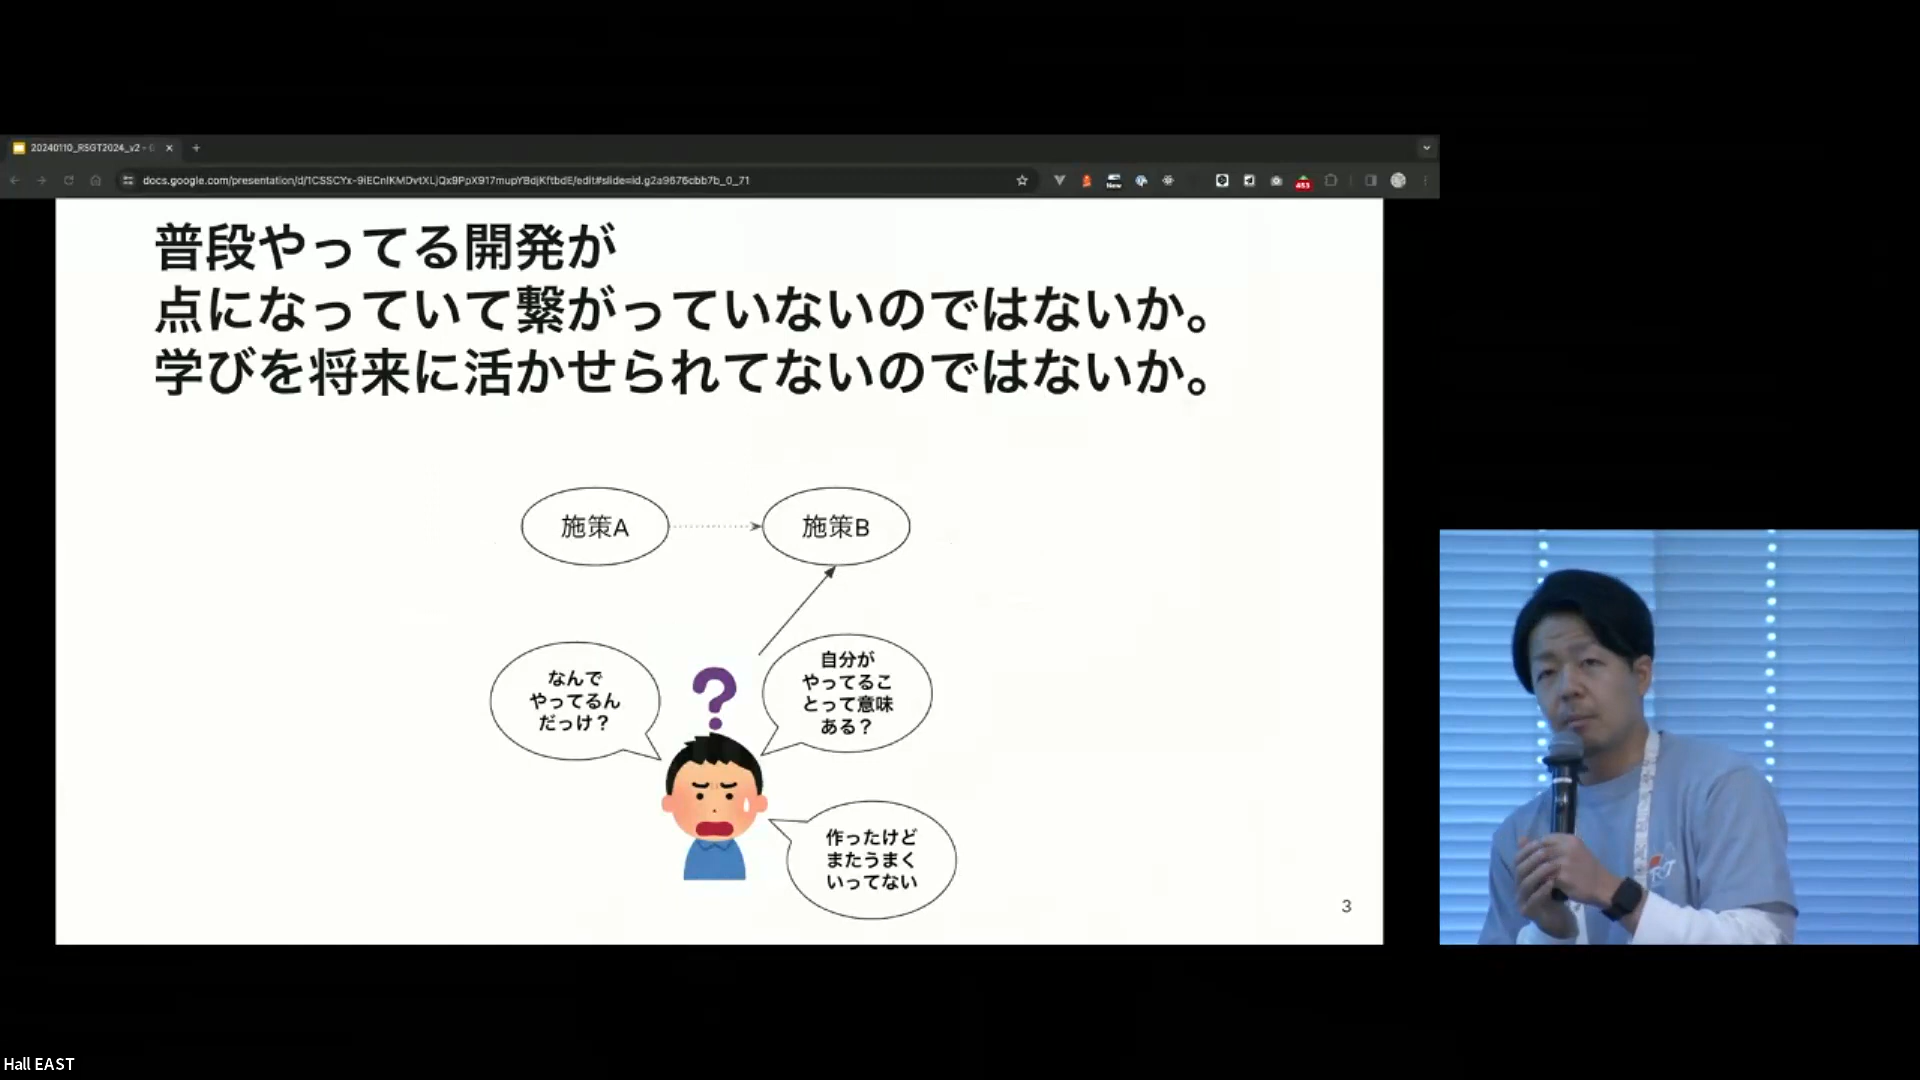 20240110_RSGT2024_v2 - G
docs.google.com/presentation/d/1CSSCYx-9iECnlKMDvtXLjQx9PpX917mupYBdjKftbdE/edit#slide=id.g2a9676cbb7b_0_71
New
453
普段やってる開発が
点になっていて繋がっていないのではないか。
学びを将来に活かせられてないのではないか。
施策A
施策B
なんで
やってるん
だっけ？
?
自分が
やってるこ
とって意味
ある？
作ったけど
またうまく
いってない
3
Hall EAST